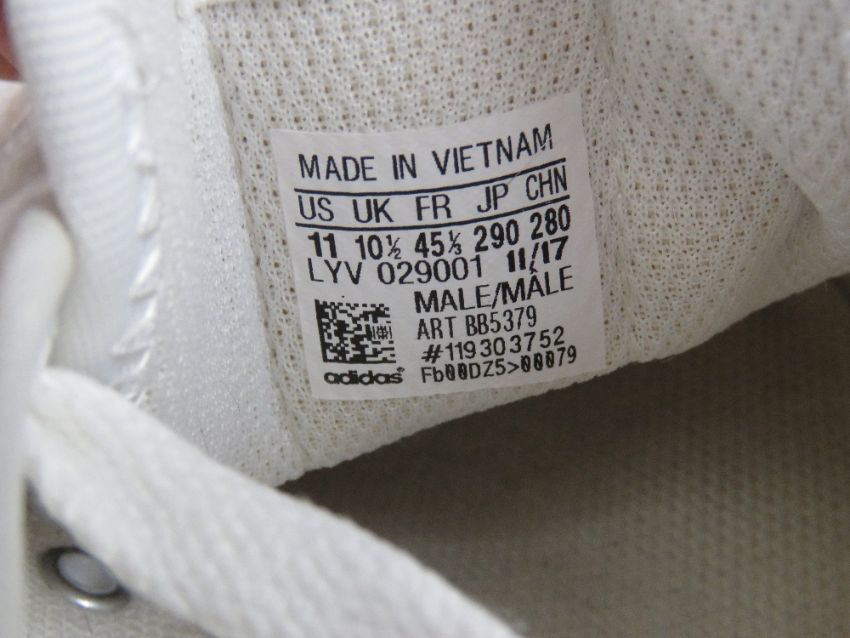 MADE IN VIETNAM
US UK FR JP CHN
11 10½ 45⅓ 290 280
LYV 029001 11/17
MALE/MÂLE
ART BB5379
#119303752
adidas® Fb00DZ5>00079